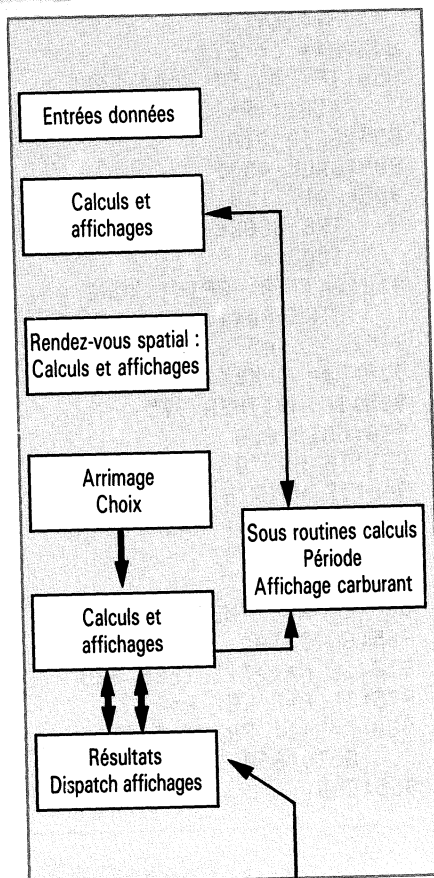 Entrées données
Calculs et
affichages
Rendez-vous spatial :
Calculs et affichages
Arrimage
Choix
Sous routines calculs
Période
Affichage carburant
Calculs et
affichages
Résultats
Dispatch affichages